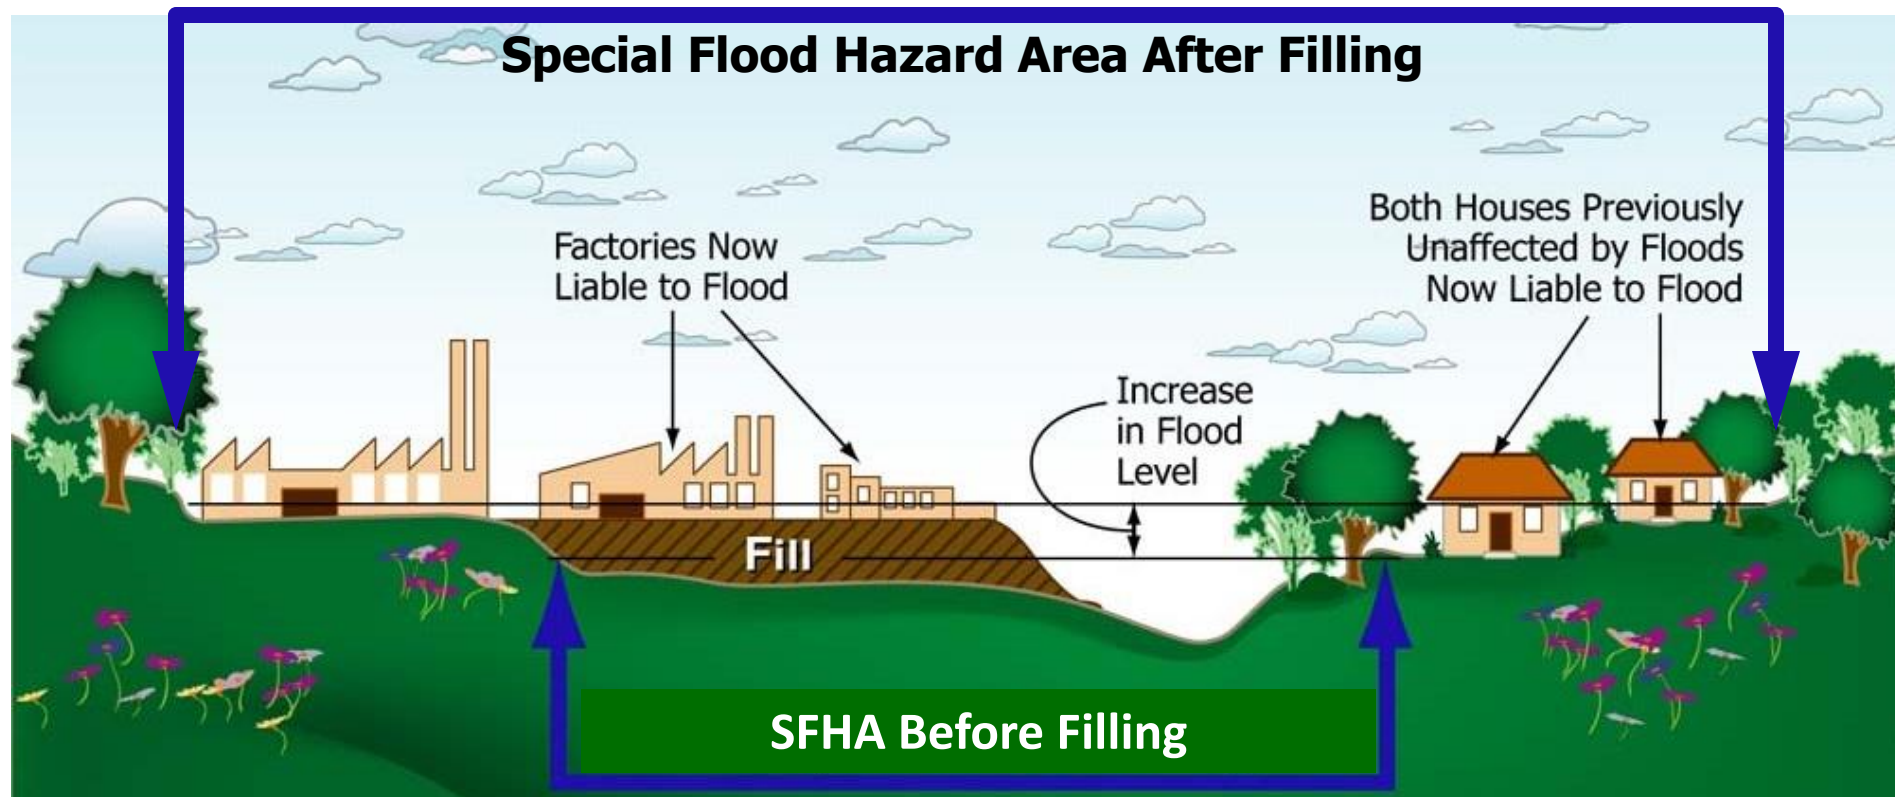 Special Flood Hazard Area After Filling
Both Houses Previously
Unaffected by Floods
Now Liable to Flood
Factories Now
Liable to Flood
Increase
in Flood
Level
Fill
SFHA Before Filling